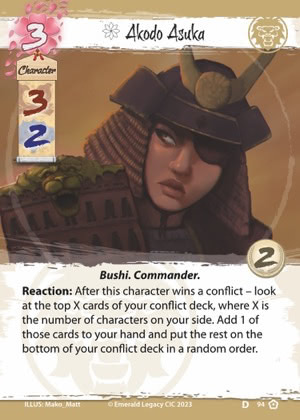 3
Akodo Asuka
Character
3
2
2
Bushi. Commander.
Reaction: After this character wins a conflict – look
at the top X cards of your conflict deck, where X is
the number of characters on your side. Add 1 of
those cards to your hand and put the rest on the
bottom of your conflict deck in a random order.
ILLUS: Mako_Matt © Emerald Legacy CIC 2023 D 94